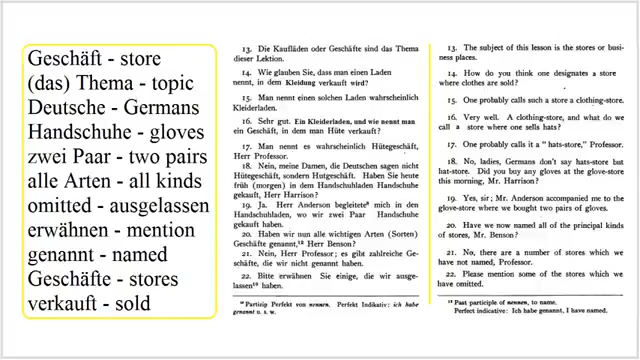 Geschäft - store
(das) Thema - topic
Deutsche - Germans
Handschuhe - gloves
zwei Paar - two pairs
alle Arten - all kinds
omitted - ausgelassen
erwähnen - mention
genannt - named
Geschäfte - stores
verkauft - sold
13. Die Kaufläden oder Geschäfte sind das Thema
dieser Lektion.
14. Wie glauben Sie, dass man einen Laden
nennt, in dem Kleidung verkauft wird?
15. Man nennt einen solchen Laden wahrscheinlich
Kleiderladen.
16. Sehr gut. Ein Kleiderladen, und wie nennt man
ein Geschäft, in dem man Hüte verkauft?
17. Man nennt es wahrscheinlich Hütegeschäft,
Herr Professor.
18. Nein, meine Damen, die Deutschen sagen nicht
Hütegeschäft, sondern Hutgeschäft. Haben Sie heute
früh (morgen) in dem Handschuhladen Handschuhe
gekauft, Herr Harrison?
19. Ja. Herr Anderson begleitete⁸ mich in den
Handschuhladen, wo wir zwei Paar Handschuhe
gekauft haben.
20. Haben wir nun alle wichtigen Arten (Sorten)
Geschäfte genannt,¹² Herr Benson?
21. Nein, Herr Professor; es gibt zahlreiche Ge-
schäfte, die wir nicht genannt haben.
22. Bitte erwähnen Sie einige, die wir ausge-
lassen¹³ haben.
Partizip Perfekt von nennen. Perfekt Indikativ: ich habe
genannt u. s. w.
13. The subject of this lesson is the stores or busi-
ness places.
14. How do you think one designates a store
where clothes are sold?
15. One probably calls such a store a clothing-store.
16. Very well. A clothing-store, and what do we
call a store where one sells hats?
17. One probably calls it a "hats-store," Professor.
18. No, ladies, Germans don't say hats-store but
hat-store. Did you buy any gloves at the glove-store
this morning, Mr. Harrison?
19. Yes, sir; Mr. Anderson accompanied me to the
glove-store where we bought two pairs of gloves.
20. Have we now named all of the principal kinds
of stores, Mr. Benson?
21. No, there are a number of stores which we
have not named, Professor.
22. Please mention some of the stores which we
have omitted.
¹² Past participle of nennen, to name.
Perfect indicative: Ich habe genannt, I have named.